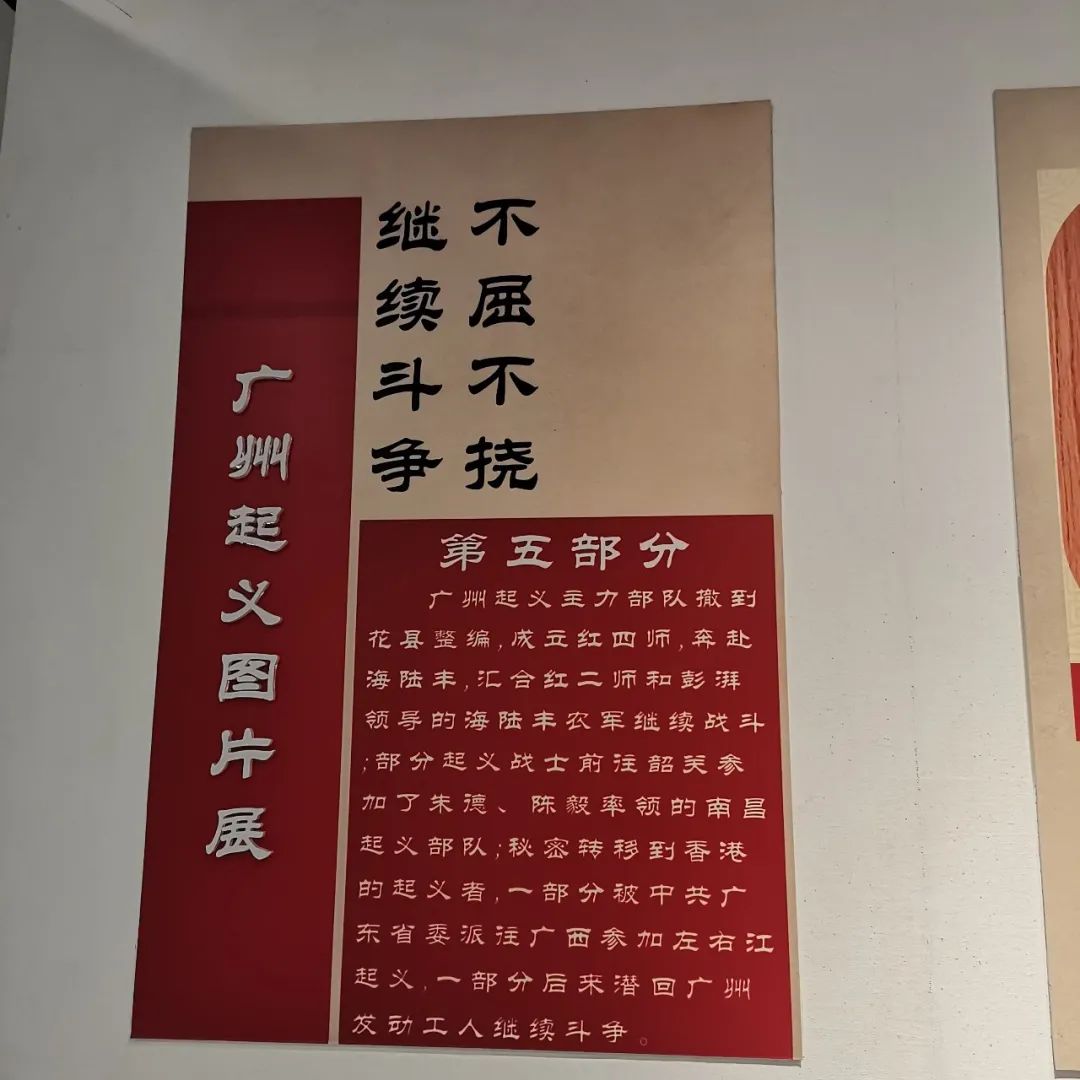 广州起义图片展
不屈不挠
继续斗争
第五部分
广州起义主力部队撤到
花县整编,成立红四师,奔赴
海陆丰,汇合红二师和彭湃
领导的海陆丰农军继续战斗
;部分起义战士前往韶关参
加了朱德、陈毅率领的南昌
起义部队;秘密转移到香港
的起义者,一部分被中共广
东省委派往广西参加左右江
起义,一部分后来潜回广州
发动工人继续斗争。